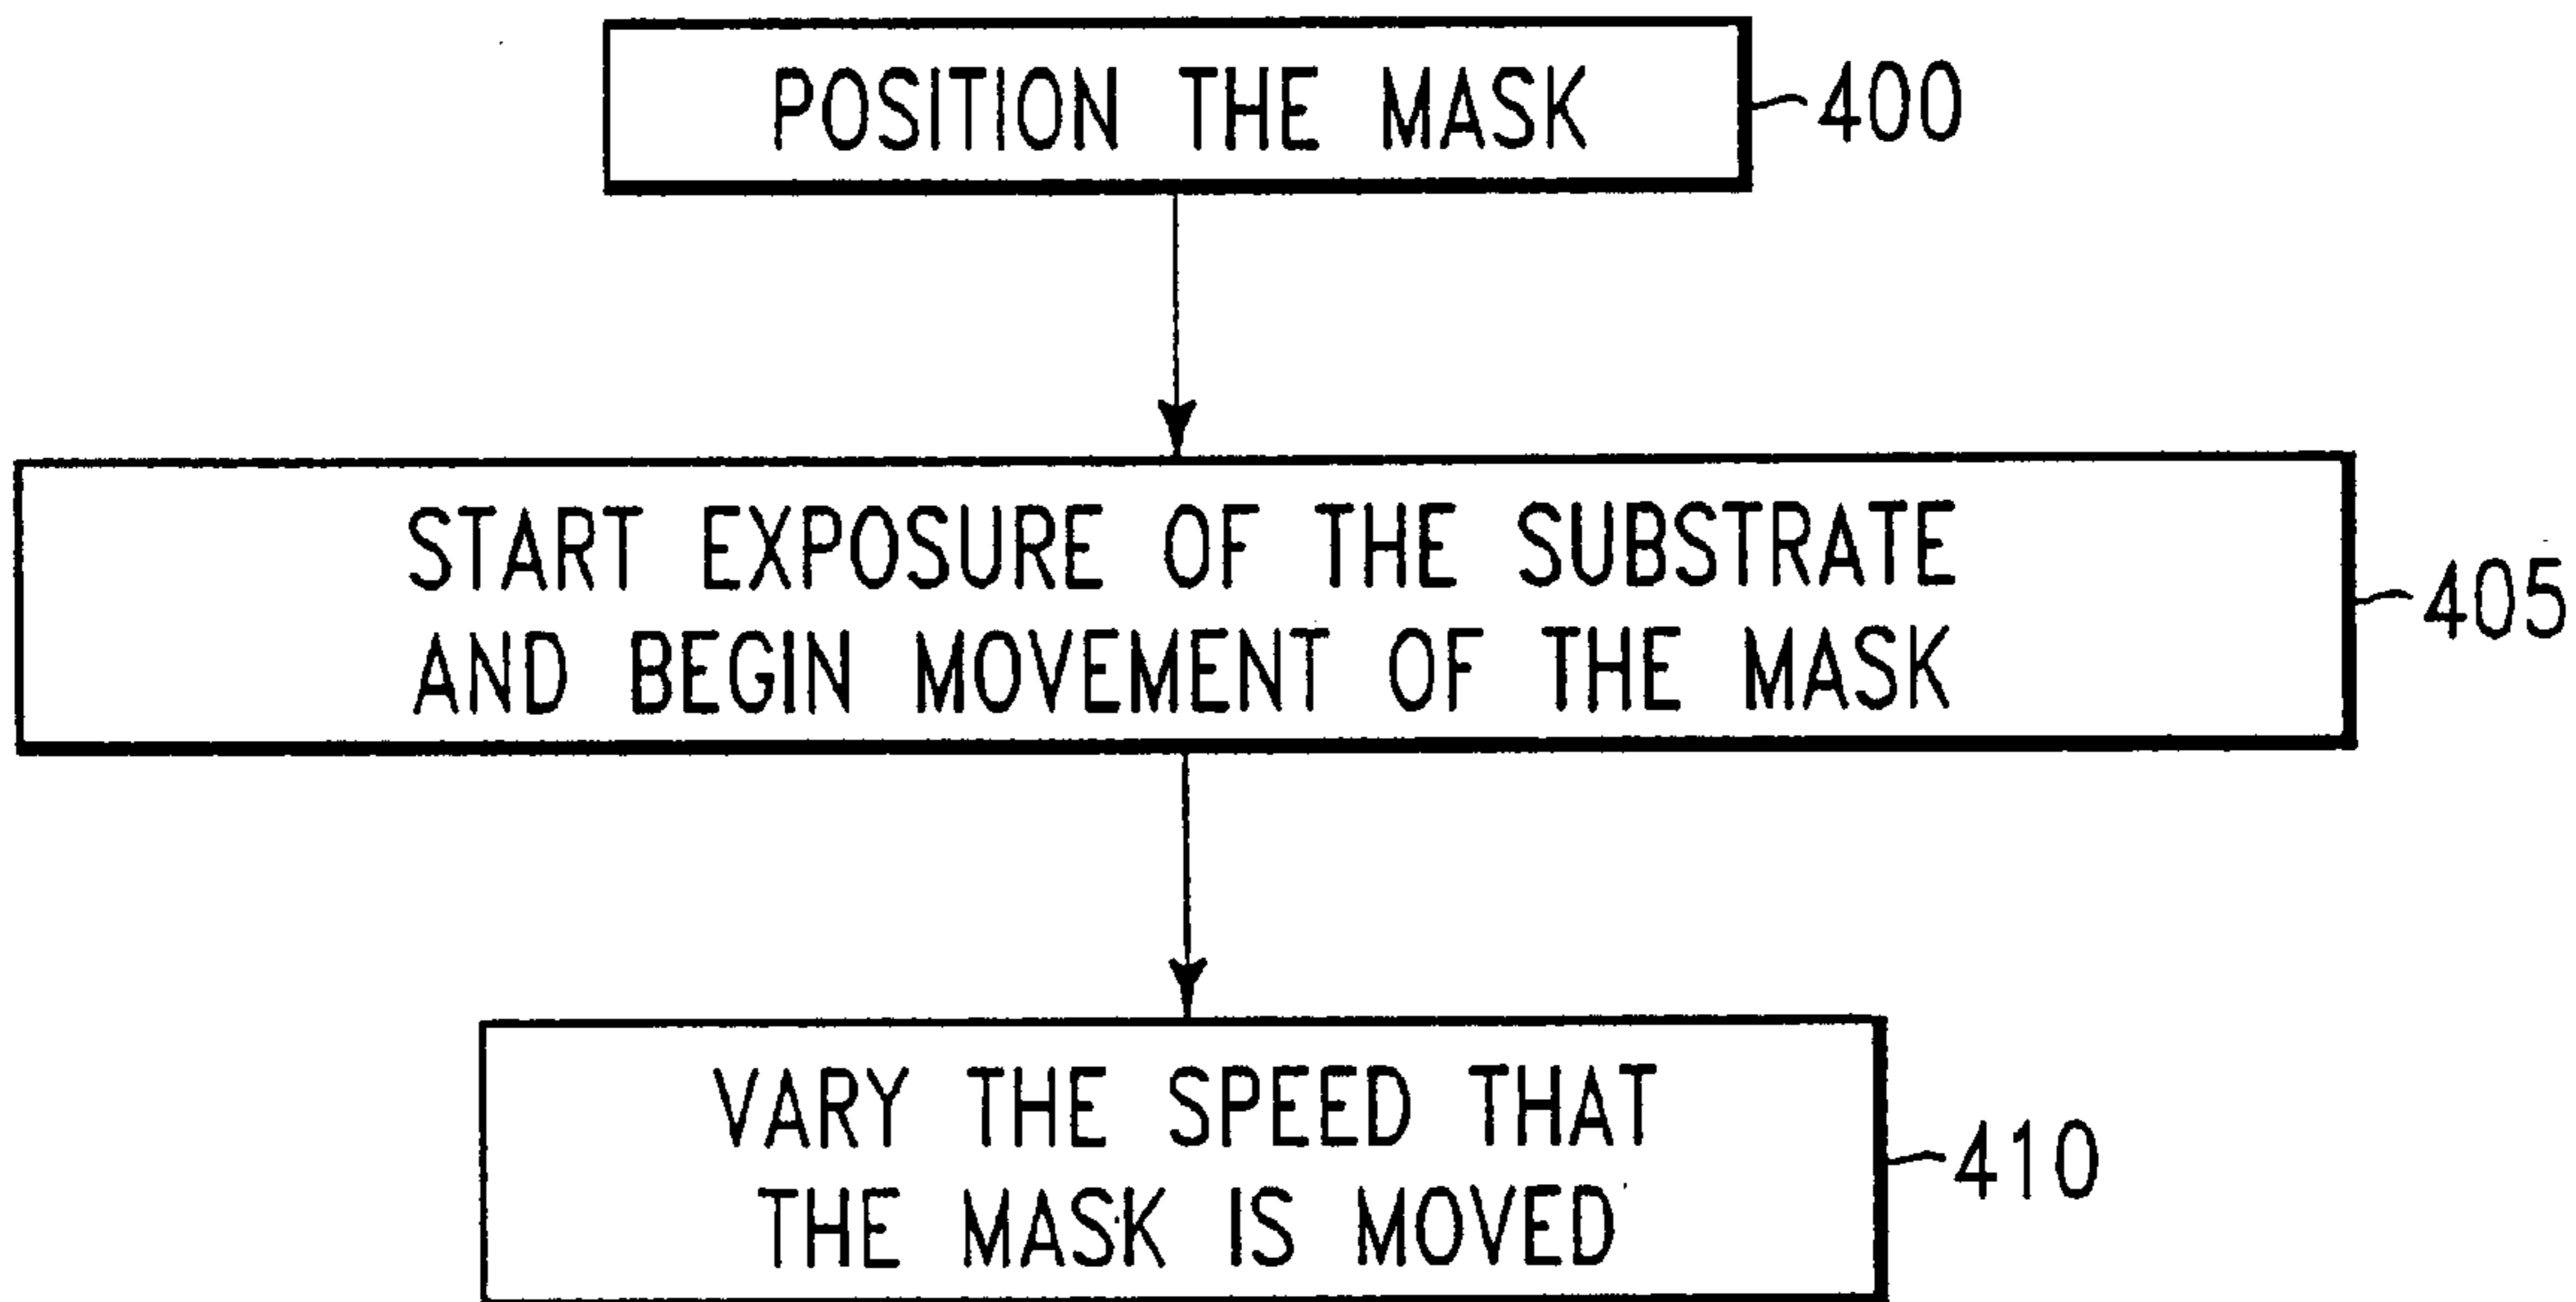 POSITION THE MASK
400
START EXPOSURE OF THE SUBSTRATE
AND BEGIN MOVEMENT OF THE MASK
405
VARY THE SPEED THAT
THE MASK IS MOVED
410